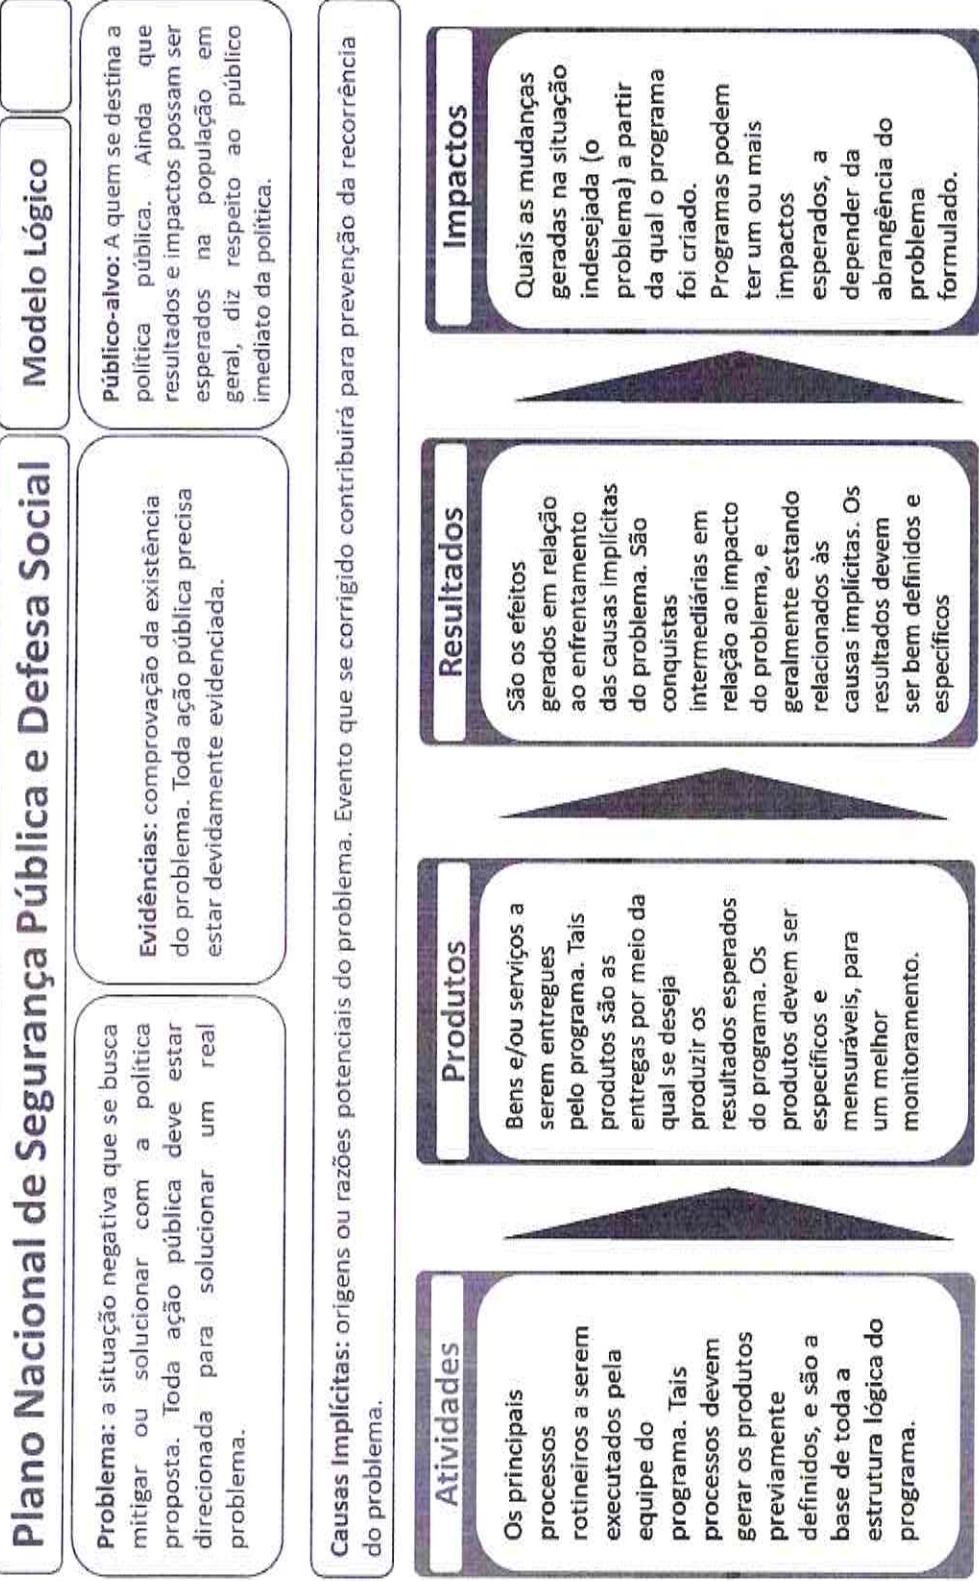 Plano Nacional de Segurança Pública e Defesa Social
Modelo Lógico
Problema: a situação negativa que se busca
mitigar ou solucionar com a política
proposta. Toda ação pública deve estar
direcionada para solucionar um real
problema.
Evidências: comprovação da existência
do problema. Toda ação pública precisa
estar devidamente evidenciada.
Público-alvo: A quem se destina a
política pública. Ainda que
resultados e impactos possam ser
esperados na população em
geral, diz respeito ao público
imediato da política.
Causas Implícitas: origens ou razões potenciais do problema. Evento que se corrigido contribuirá para prevenção da recorrência
do problema.
Atividades
Os principais
processos
rotineiros a serem
executados pela
equipe do
programa. Tais
processos devem
gerar os produtos
previamente
definidos, e são a
base de toda a
estrutura lógica do
programa.
Produtos
Bens e/ou serviços a
serem entregues
pelo programa. Tais
produtos são as
entregas por meio da
qual se deseja
produzir os
resultados esperados
do programa. Os
produtos devem ser
específicos e
mensuráveis, para
um melhor
monitoramento.
Resultados
São os efeitos
gerados em relação
ao enfrentamento
das causas implícitas
do problema. São
conquistas
intermediárias em
relação ao impacto
do problema, e
geralmente estando
relacionados às
causas implícitas. Os
resultados devem
ser bem definidos e
específicos
Impactos
Quais as mudanças
geradas na situação
indesejada (o
problema) a partir
da qual o programa
foi criado.
Programas podem
ter um ou mais
impactos
esperados, a
depender da
abrangência do
problema
formulado.